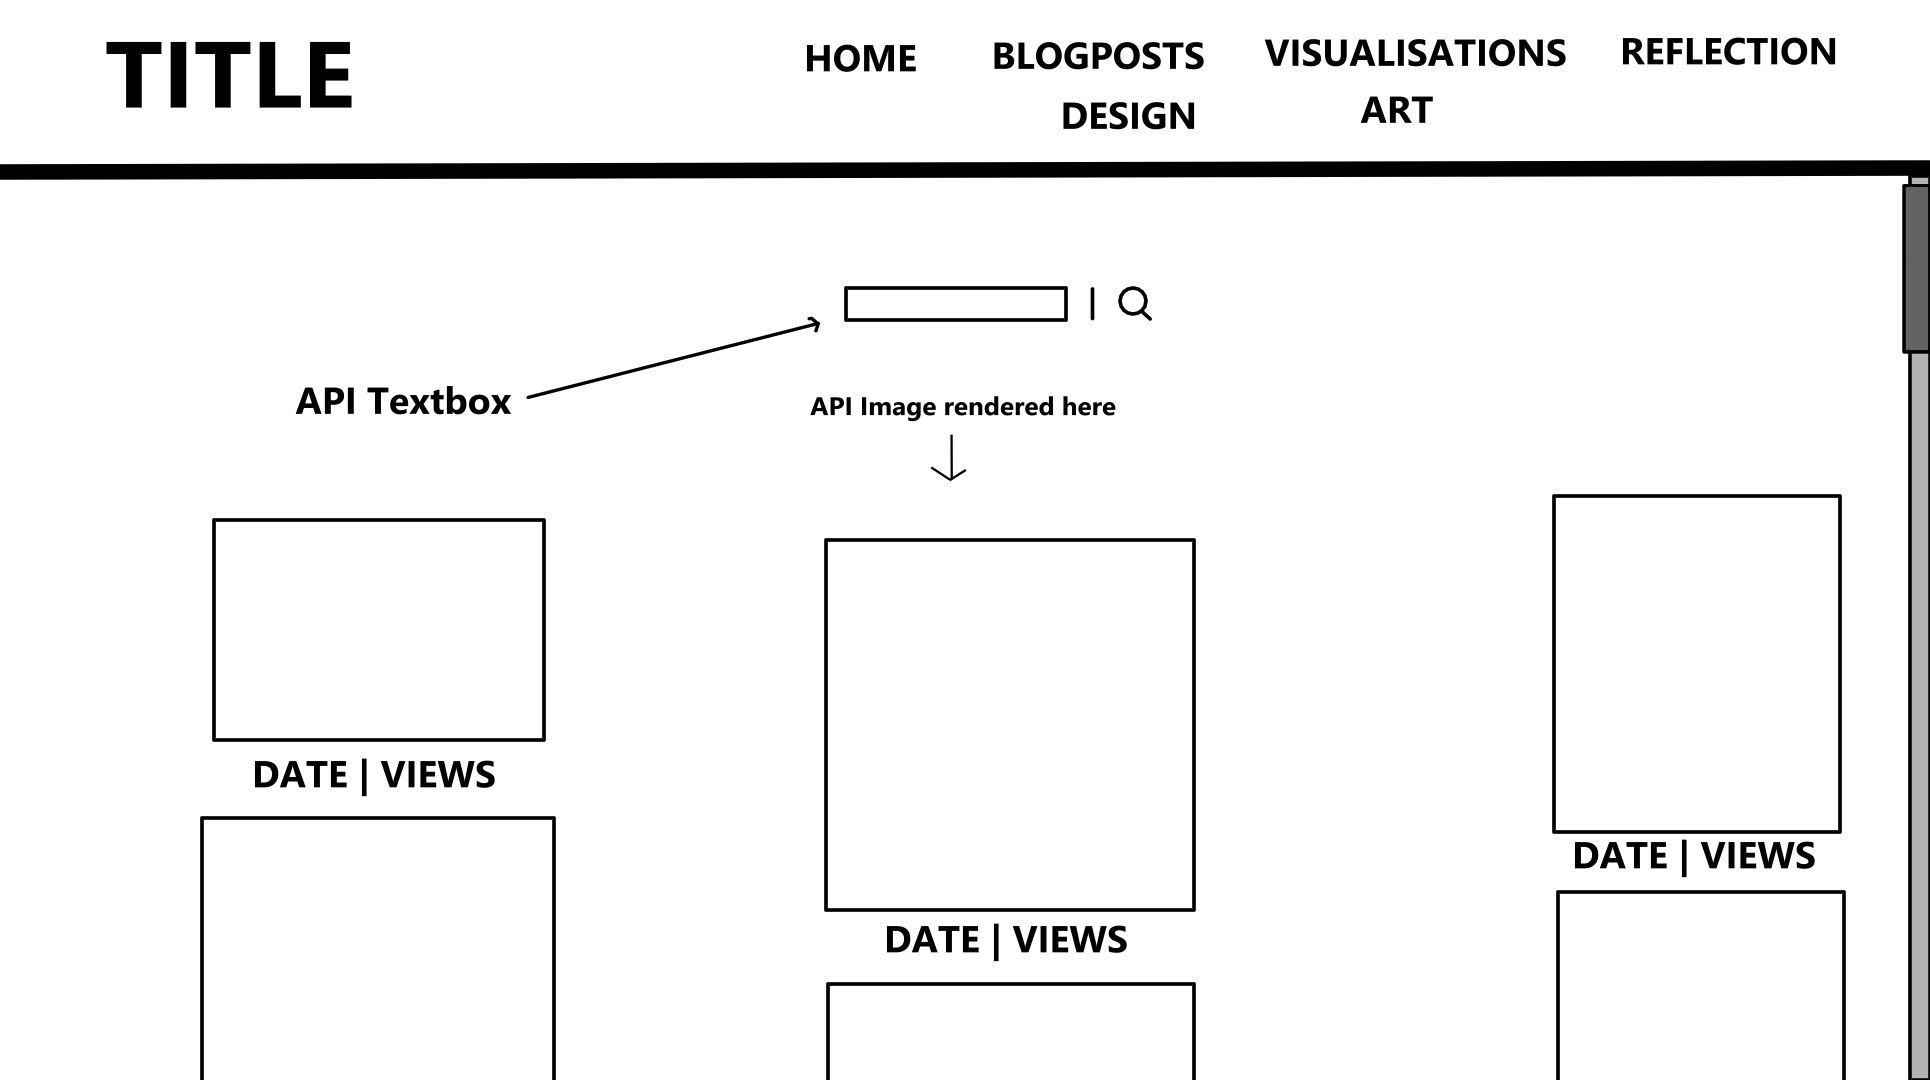 TITLE
HOME BLOGPOSTS VISUALISATIONS REFLECTION
DESIGN ART
API Textbox
API Image rendered here
DATE | VIEWS
DATE | VIEWS
DATE | VIEWS